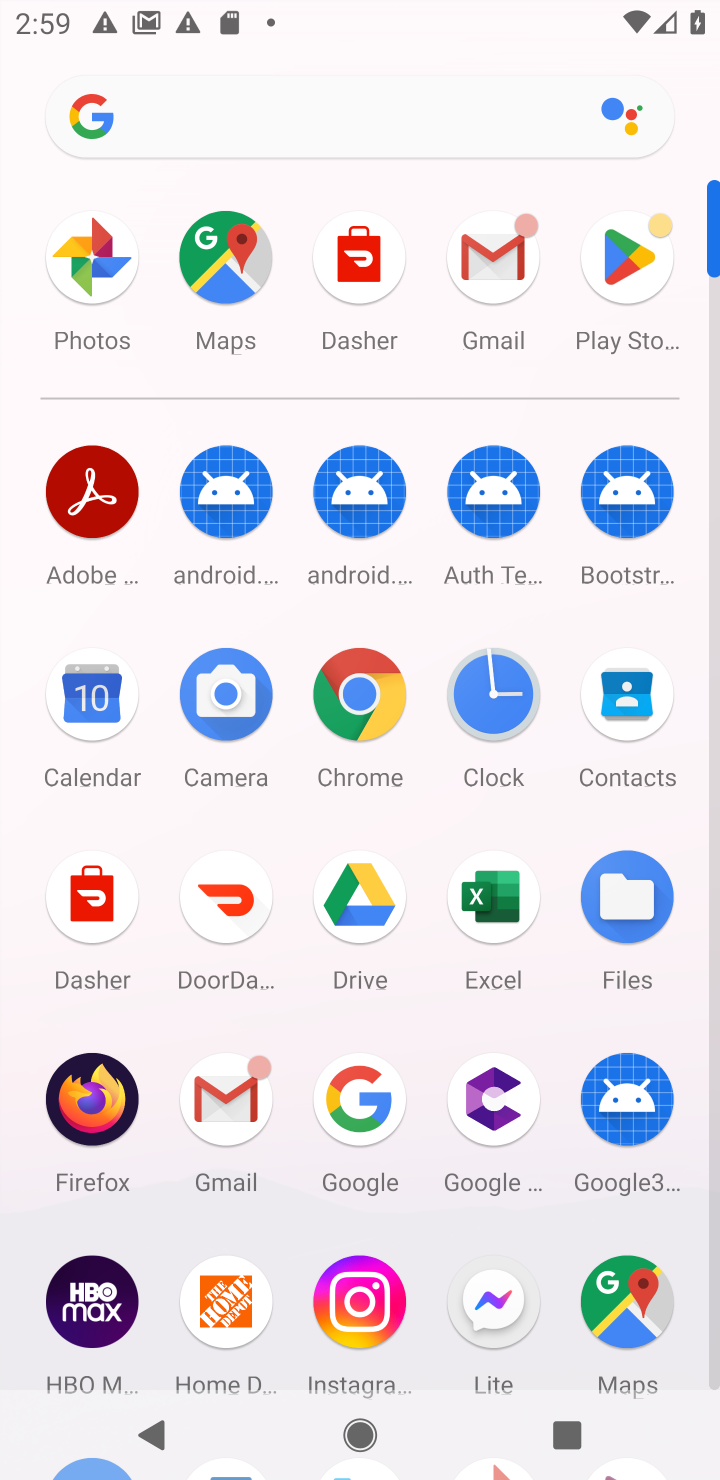 2:59
Photos Maps Dasher Gmail Play Sto...
Adobe ... android.... android.... Auth Te... Bootstr...
10
Calendar Camera Chrome Clock Contacts
Dasher DoorDa... Drive Excel Files
Firefox Gmail Google Google ... Google3...
HBO max THE HOME DEPOT
HBO M... Home D... Instagra... Lite Maps